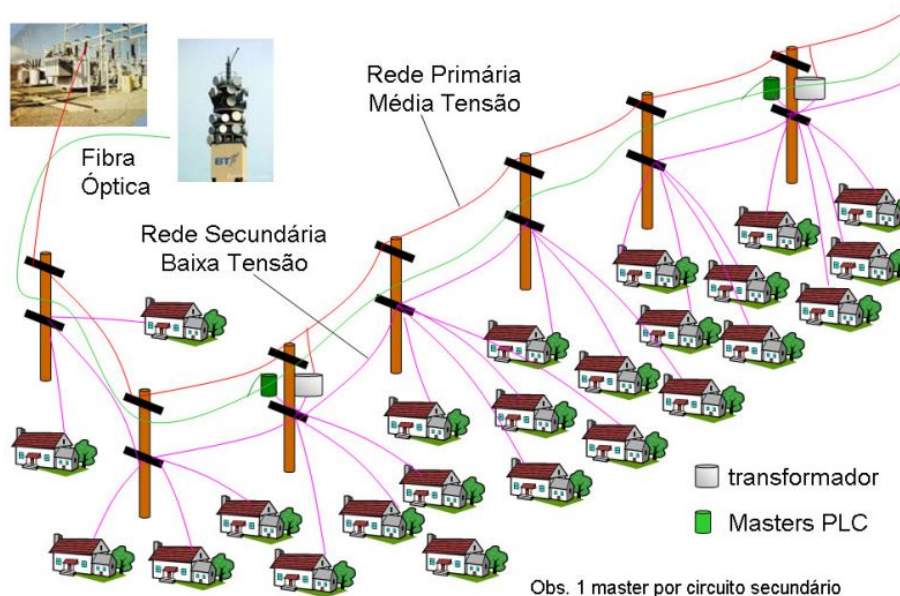 Rede Primária
Média Tensão
Fibra
Óptica
BT
Rede Secundária
Baixa Tensão
transformador
Masters PLC
Obs. 1 master por circuito secundário